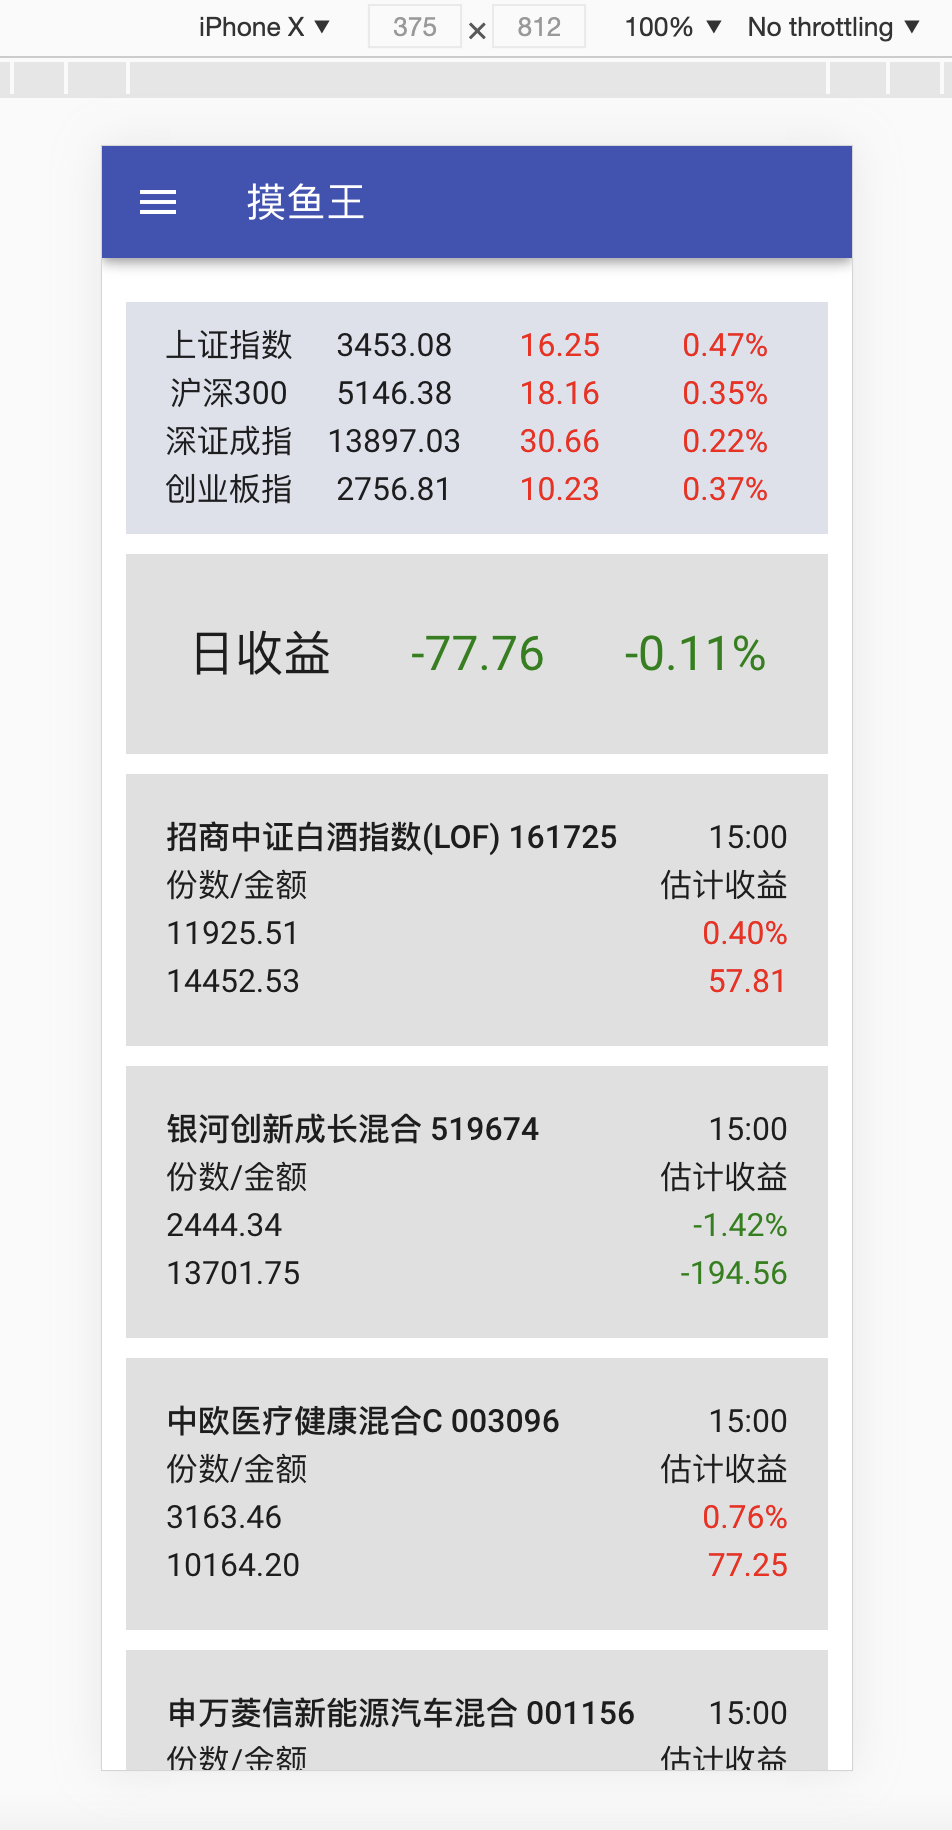 iPhone X ▼ 375 × 812 100% ▼ No throttling ▼
摸鱼王
上证指数 3453.08 16.25 0.47%
沪深300 5146.38 18.16 0.35%
深证成指 13897.03 30.66 0.22%
创业板指 2756.81 10.23 0.37%
日收益 -77.76 -0.11%
招商中证白酒指数(LOF) 161725 15:00
份数/金额 估计收益
11925.51 0.40%
14452.53 57.81
银河创新成长混合 519674 15:00
份数/金额 估计收益
2444.34 -1.42%
13701.75 -194.56
中欧医疗健康混合C 003096 15:00
份数/金额 估计收益
3163.46 0.76%
10164.20 77.25
申万菱信新能源汽车混合 001156 15:00
份数/金额 估计收益